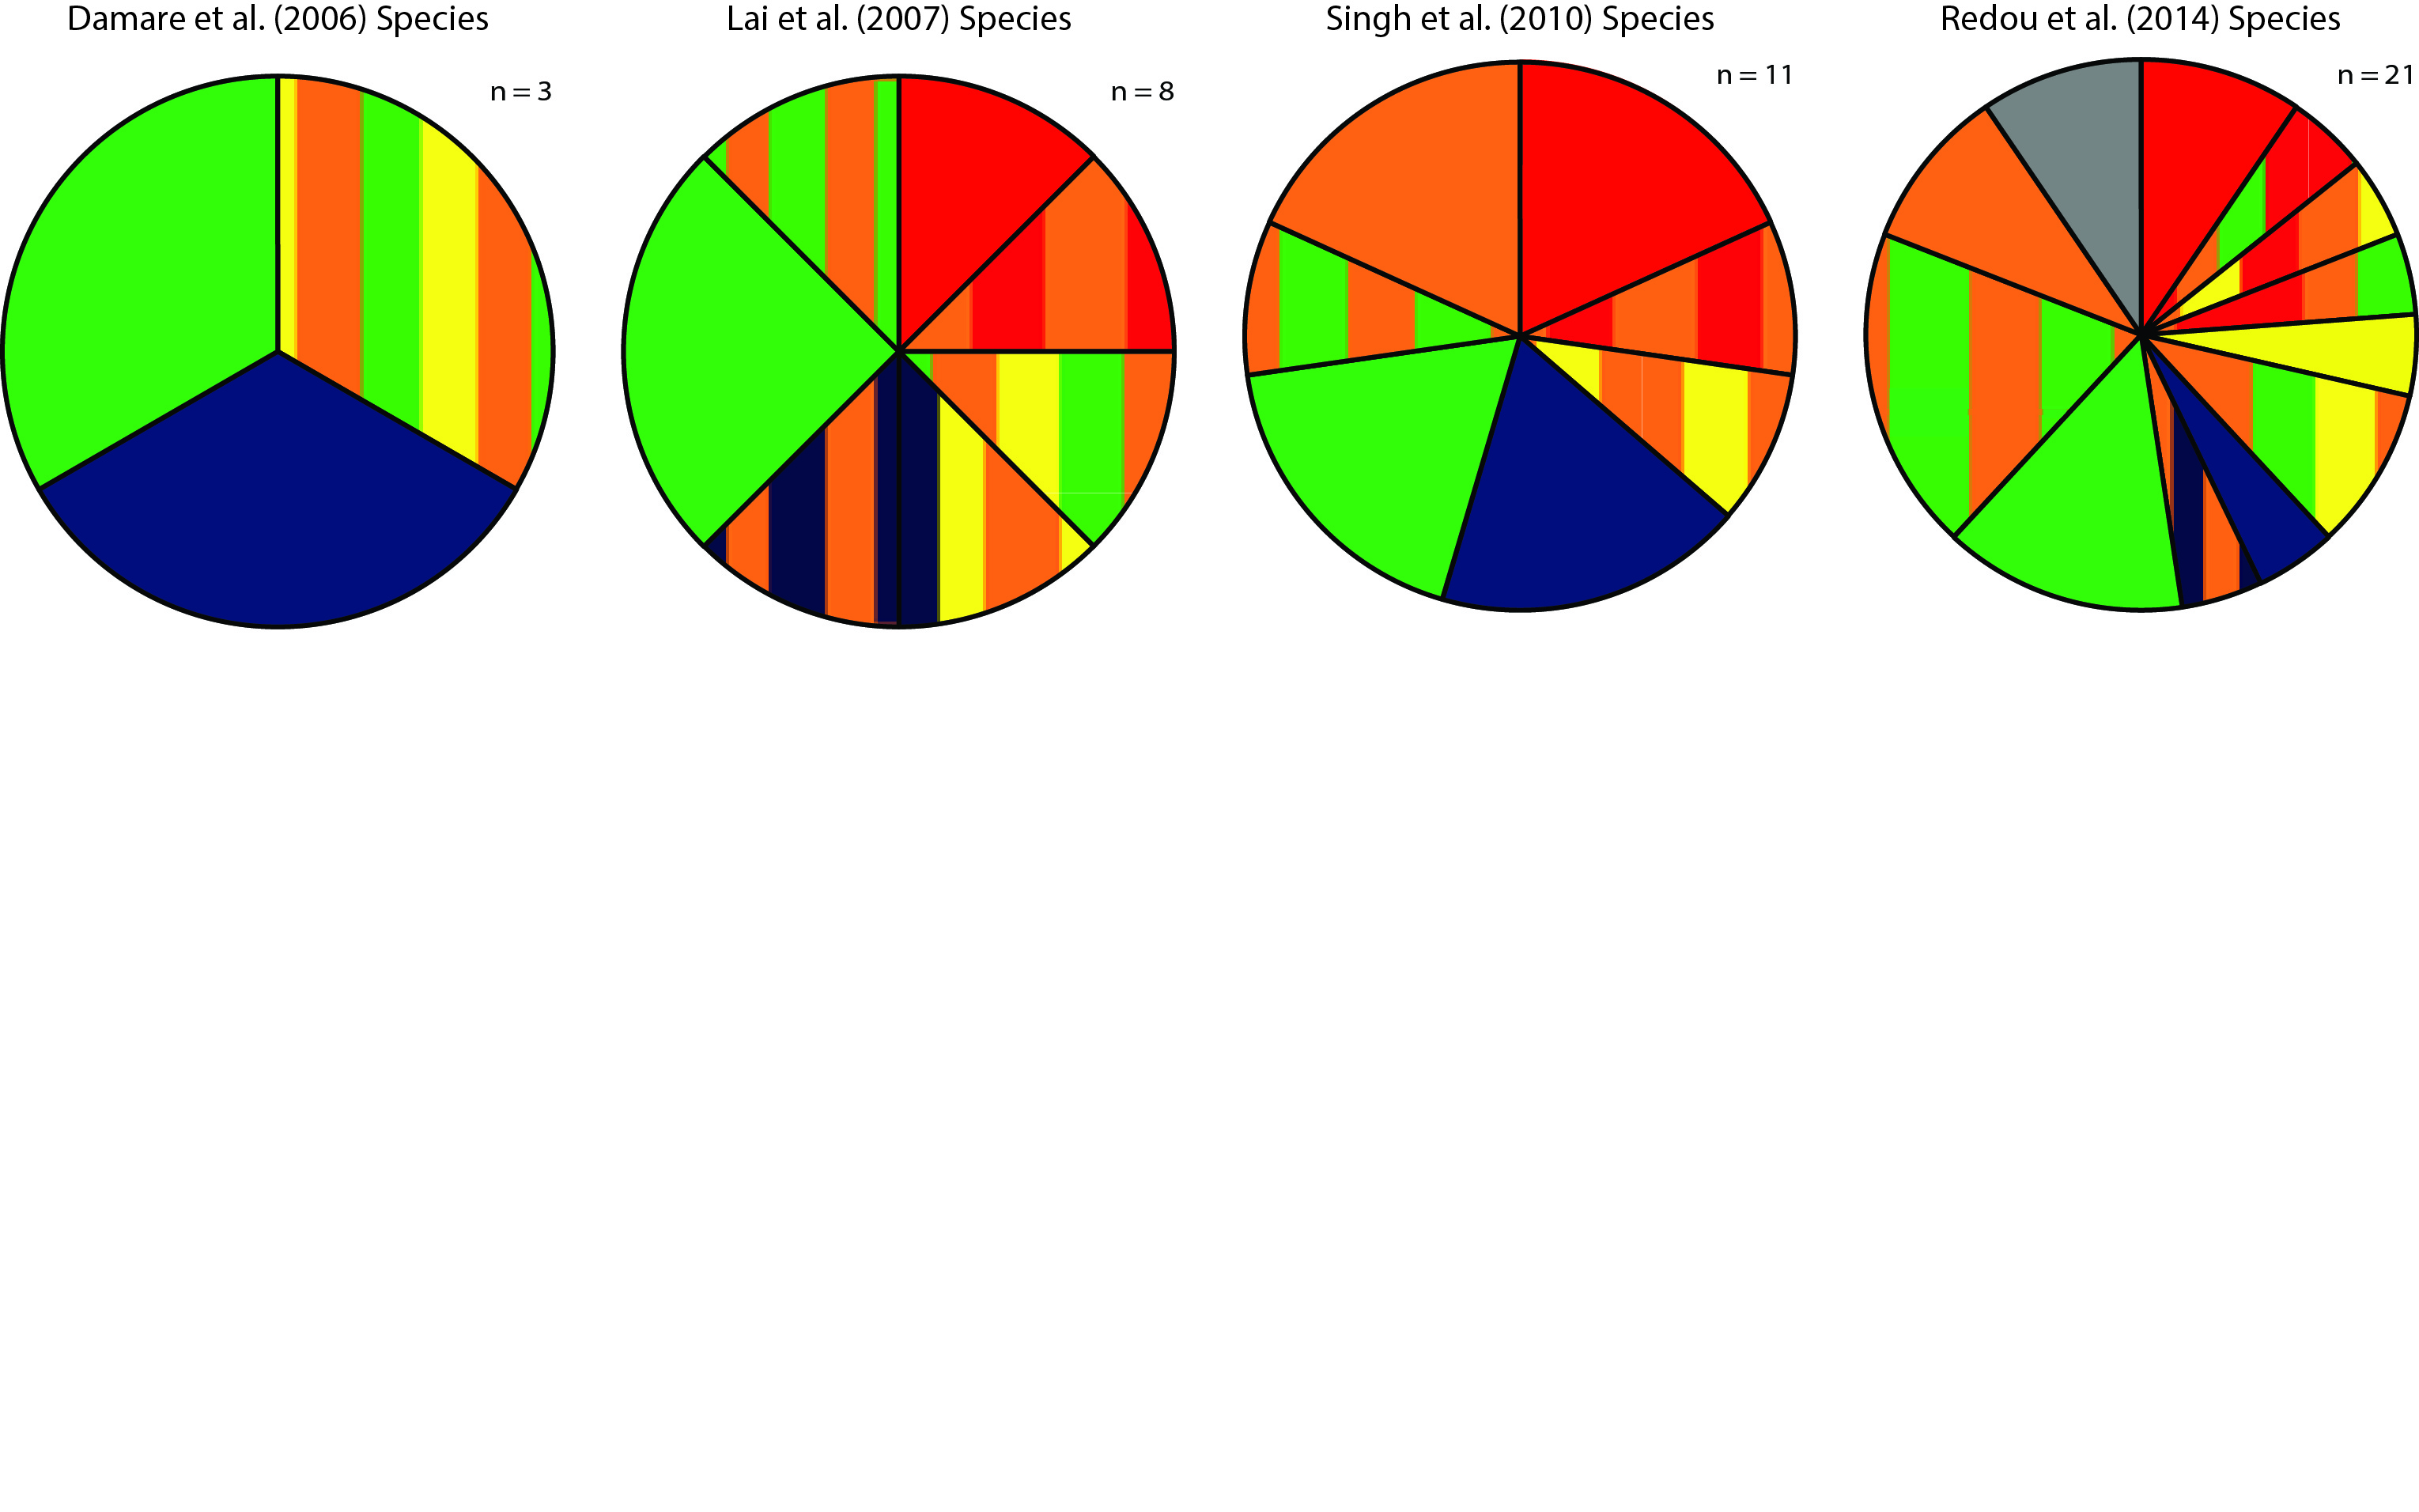 Damare et al. (2006) Species
Lai et al. (2007) Species
Singh et al. (2010) Species
Redou et al. (2014) Species
n = 3
n = 8
n = 11
n = 21